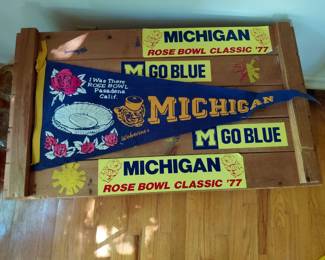 MICHIGAN
ROSE BOWL CLASSIC '77
M GO BLUE
I Was There
ROSE BOWL
Pasadena
Calif.
MICHIGAN
Wolverines
M GO BLUE
MICHIGAN
ROSE BOWL CLASSIC '77